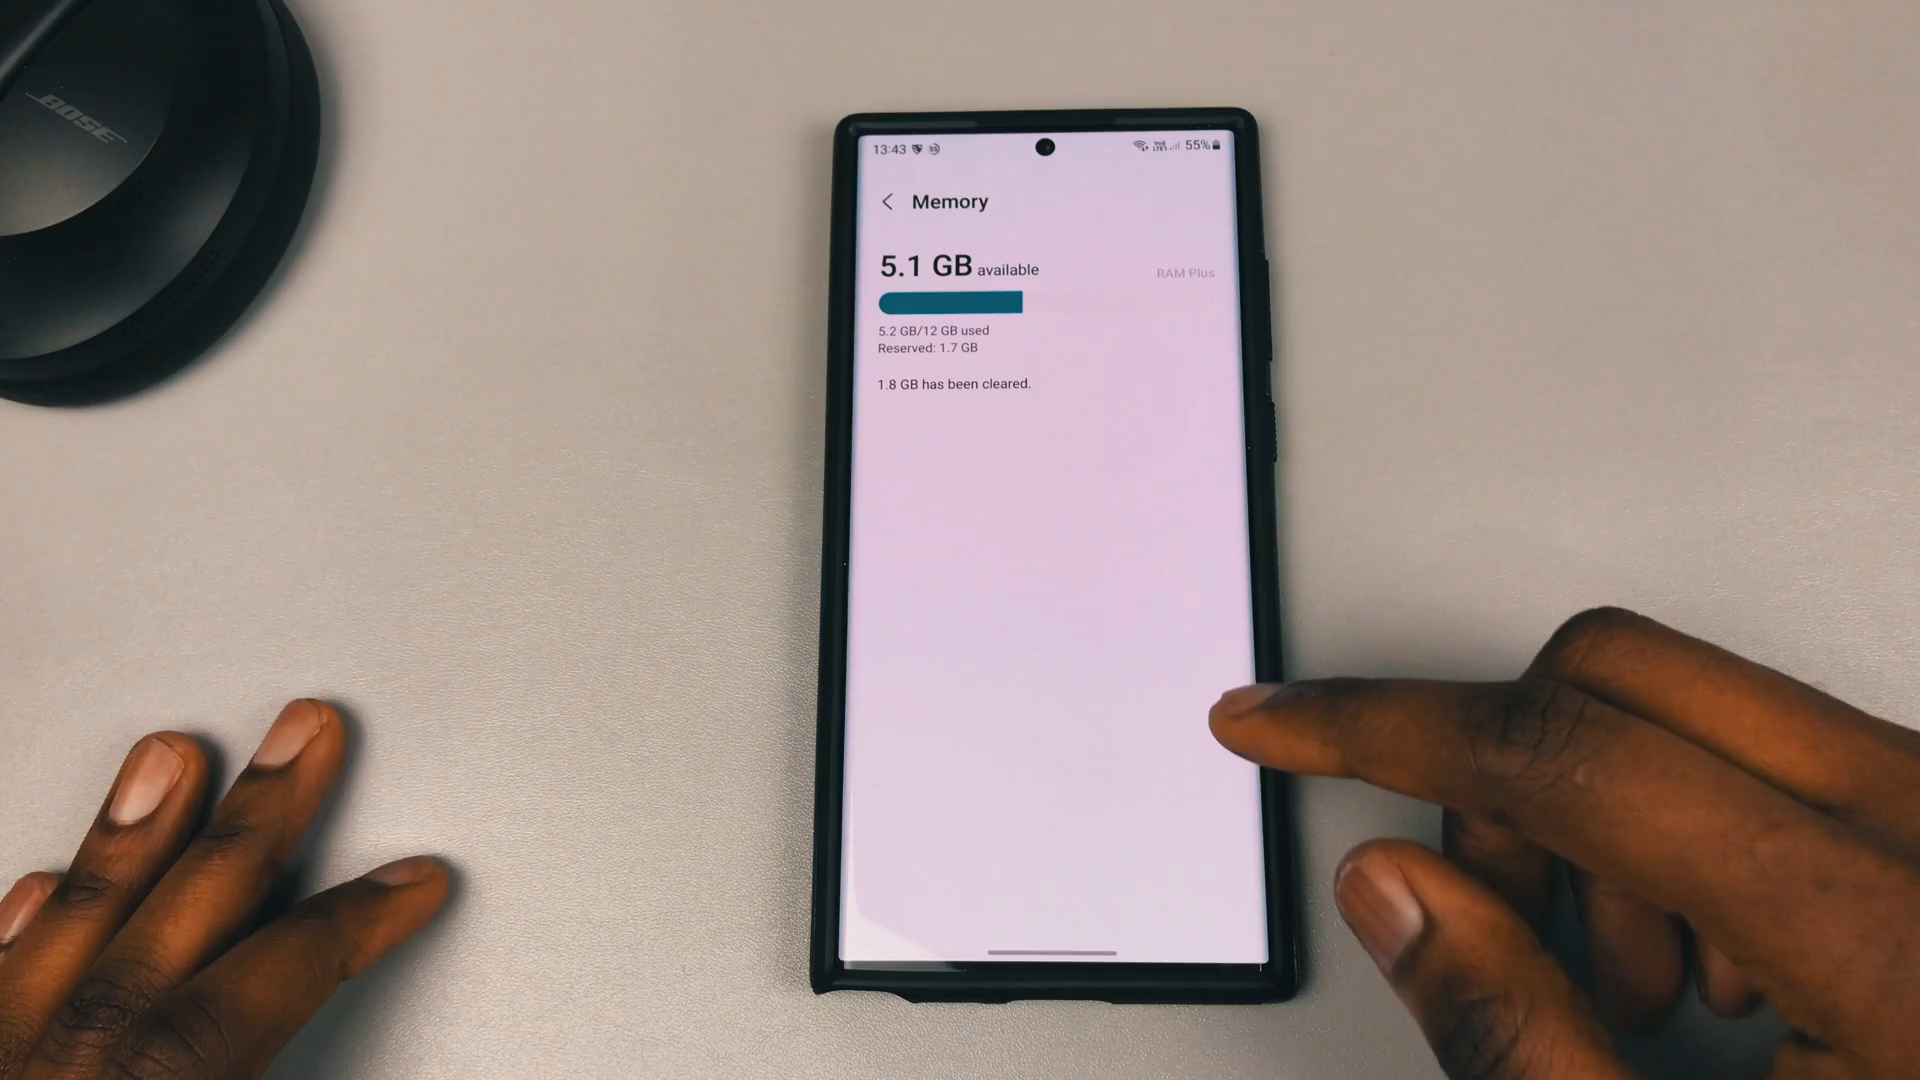 BOSE
13:43
55%
Memory
5.1 GB available
RAM Plus
5.2 GB/12 GB used
Reserved: 1.7 GB
1.8 GB has been cleared.